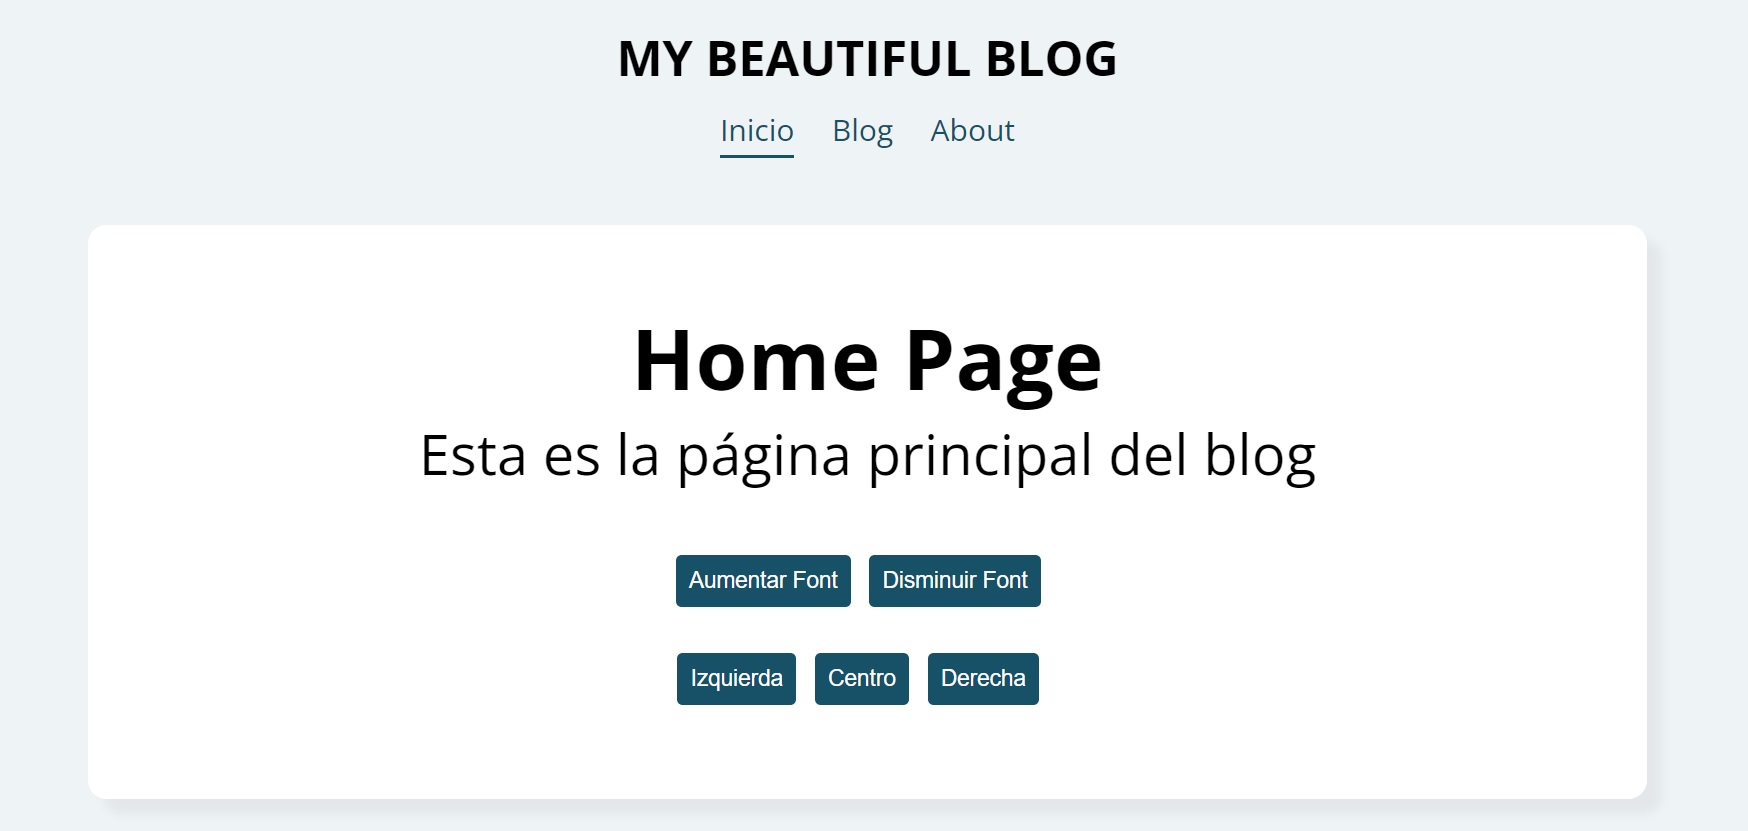 MY BEAUTIFUL BLOG
Inicio Blog About
Home Page
Esta es la página principal del blog
Aumentar Font Disminuir Font
Izquierda Centro Derecha